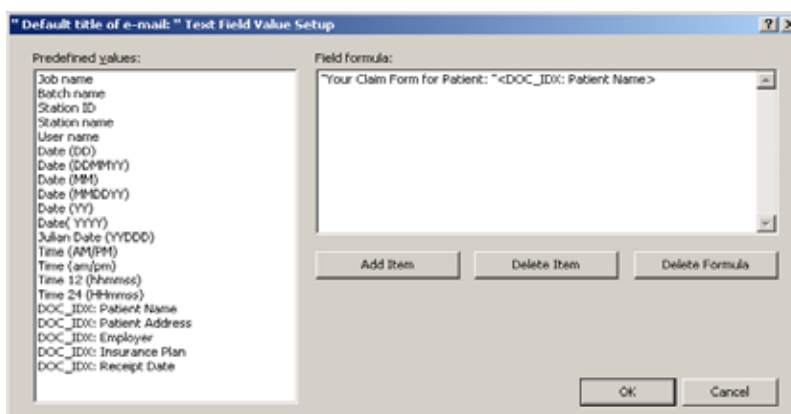 " Default title of e-mail: " Text Field Value Setup
Predefined values:
Job name
Batch name
Station ID
Station name
User name
Date (DD)
Date (DDMMYY)
Date (MM)
Date (MMDDYY)
Date (YY)
Date( YYYY)
Julian Date (YYDDD)
Time (AM/PM)
Time (am/pm)
Time 12 (hhmmss)
Time 24 (HHmmss)
DOC_IDX: Patient Name
DOC_IDX: Patient Address
DOC_IDX: Employer
DOC_IDX: Insurance Plan
DOC_IDX: Receipt Date
Field formula:
"Your Claim Form for Patient: "<DOC_IDX: Patient Name>
Add Item
Delete Item
Delete Formula
OK
Cancel